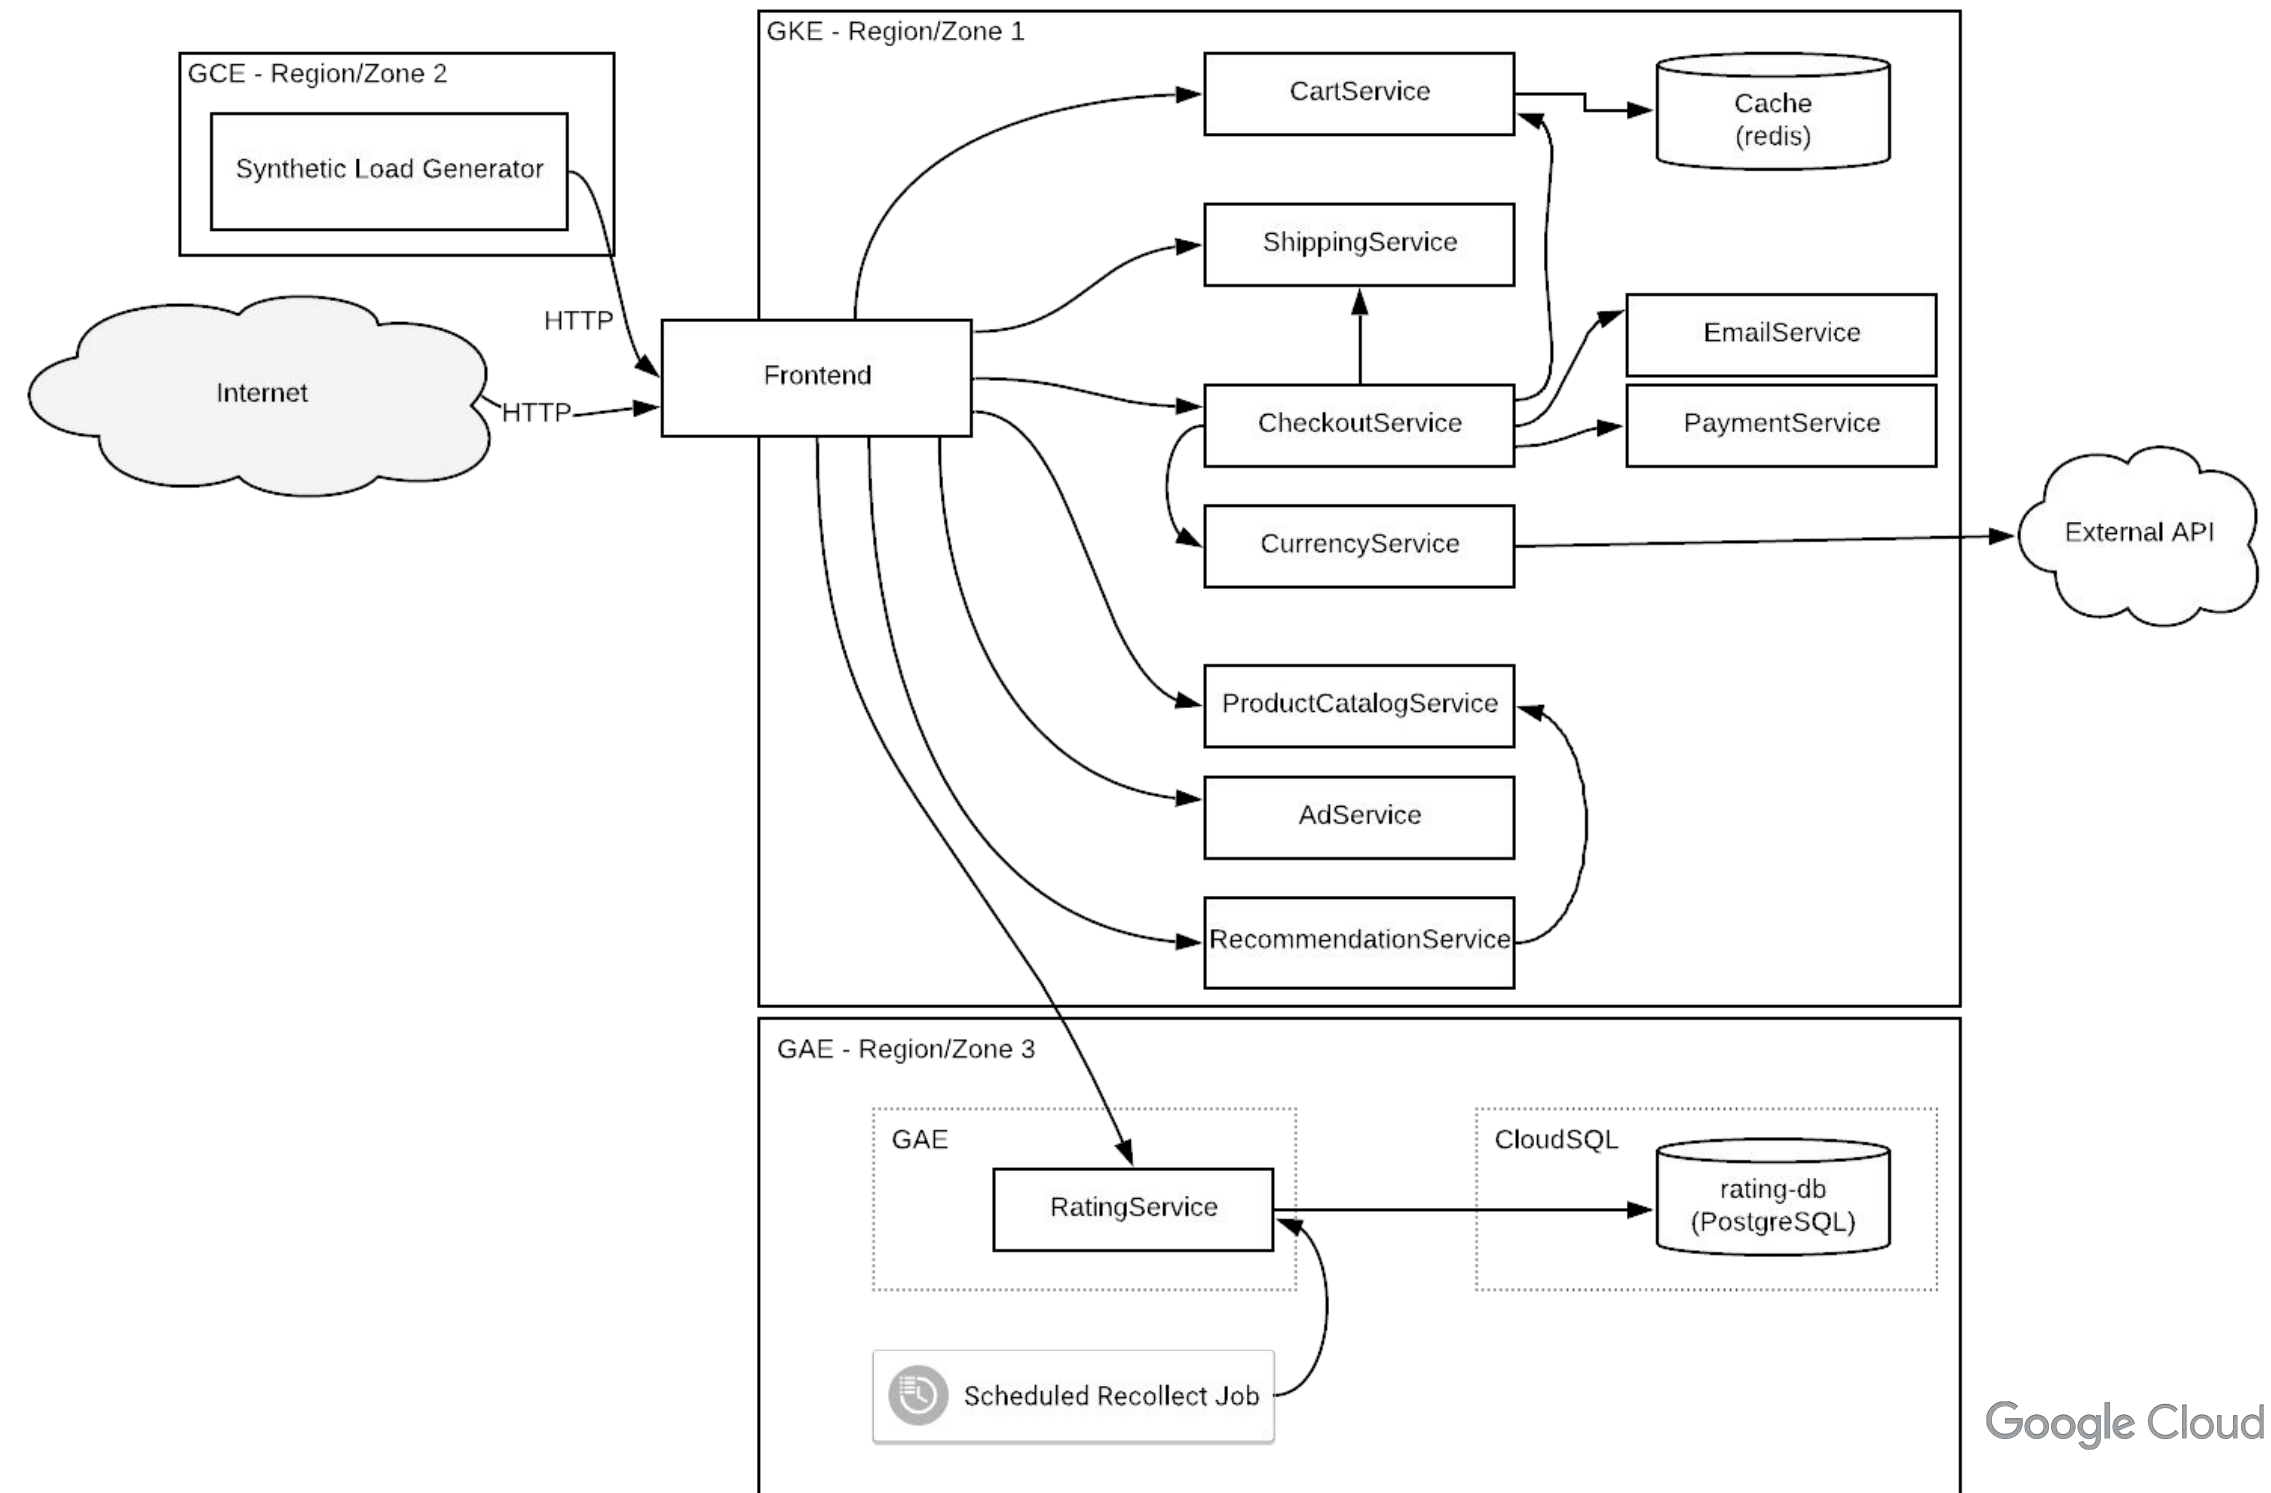 GKE - Region/Zone 1
GCE - Region/Zone 2
Synthetic Load Generator
CartService
Cache
(redis)
ShippingService
HTTP
EmailService
Frontend
Internet
HTTP
CheckoutService
PaymentService
CurrencyService
External API
ProductCatalogService
AdService
RecommendationService
GAE - Region/Zone 3
GAE
CloudSQL
RatingService
rating-db
(PostgreSQL)
Scheduled Recollect Job
Google Cloud